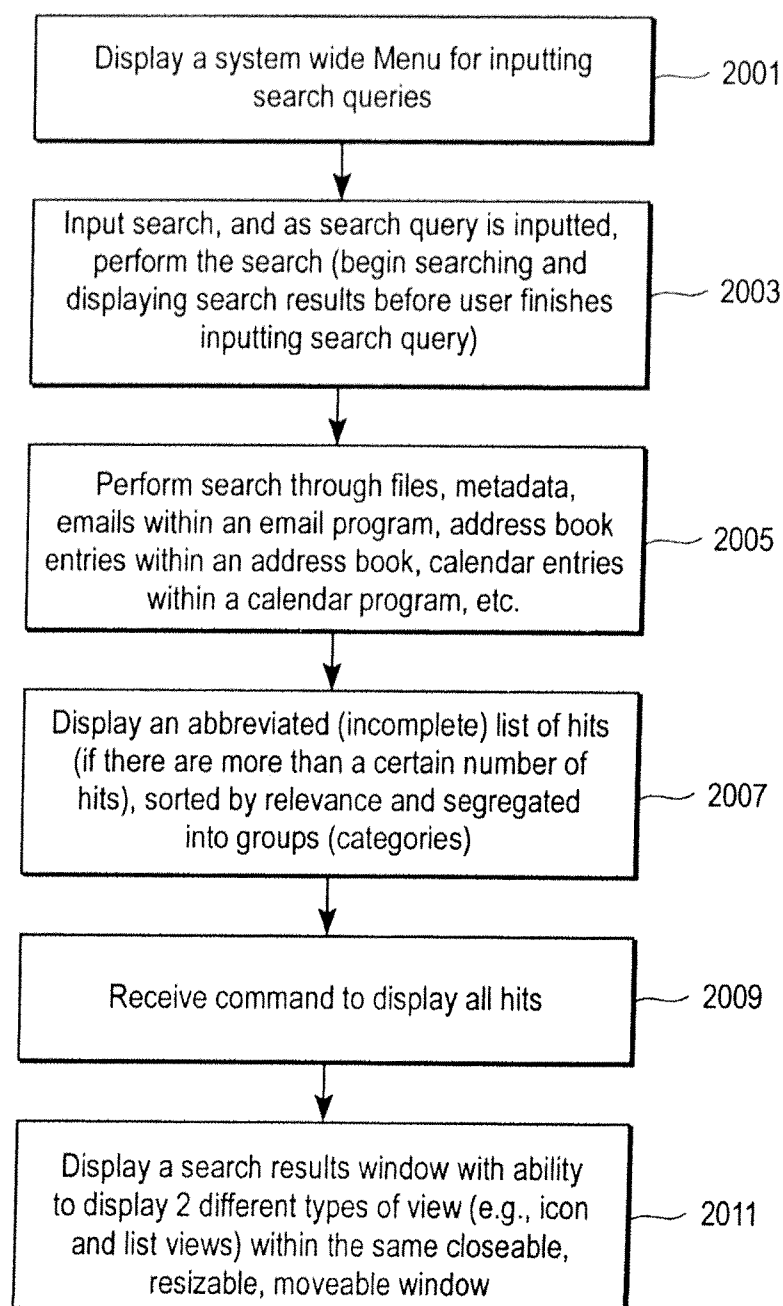 Display a system wide Menu for inputting
search queries
2001
Input search, and as search query is inputted,
perform the search (begin searching and
displaying search results before user finishes
inputting search query)
2003
Perform search through files, metadata,
emails within an email program, address book
entries within an address book, calendar entries
within a calendar program, etc.
2005
Display an abbreviated (incomplete) list of hits
(if there are more than a certain number of
hits), sorted by relevance and segregated
into groups (categories)
2007
Receive command to display all hits
2009
Display a search results window with ability
to display 2 different types of view (e.g., icon
and list views) within the same closeable,
resizable, moveable window
2011